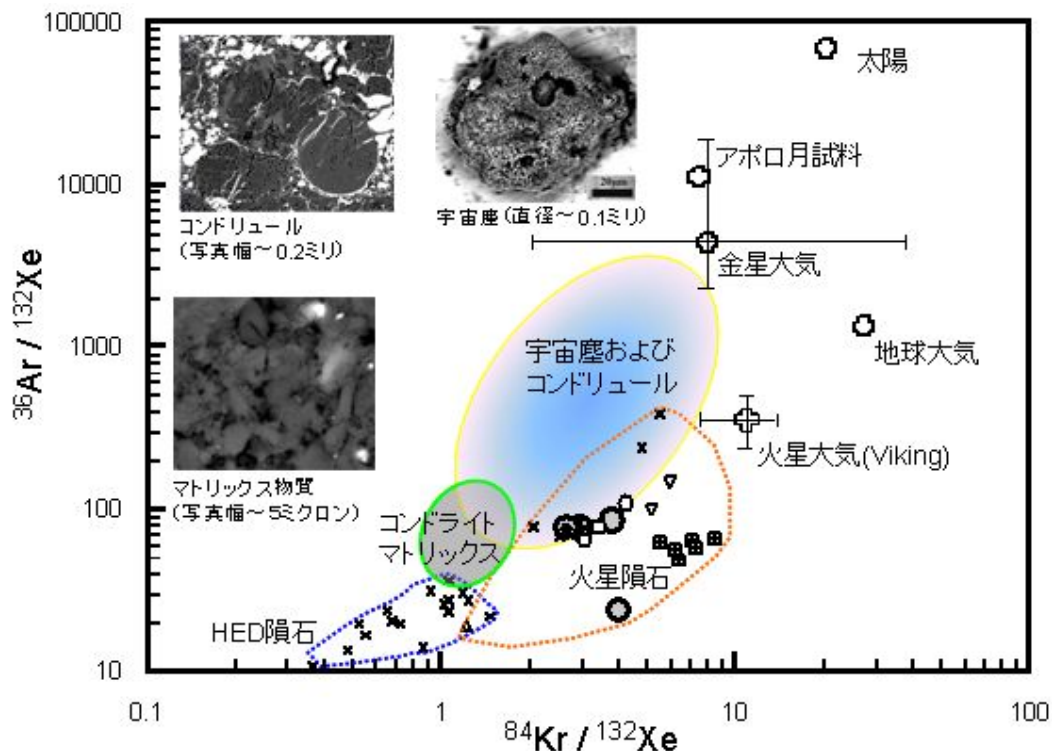 100000
10000
1000
100
10
³⁶Ar / ¹³²Xe
コンドリュール
(写真幅～0.2ミリ)
20μm
宇宙塵(直径～0.1ミリ)
太陽
アポロ月試料
金星大気
地球大気
火星大気(Viking)
宇宙塵および
コンドリュール
マトリックス物質
(写真幅～5ミクロン)
コンドライト
マトリックス
火星隕石
HED隕石
0.1
1
10
100
⁸⁴Kr / ¹³²Xe